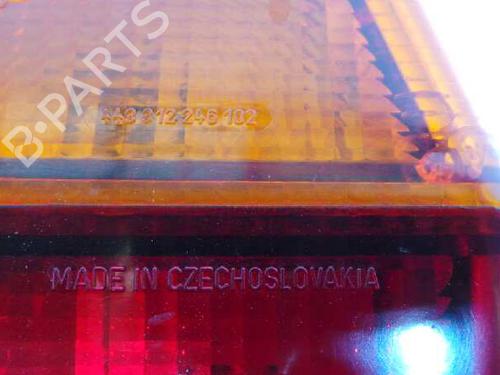 B-PARTS
443 312 246 102
MADE IN CZECHOSLOVAKIA